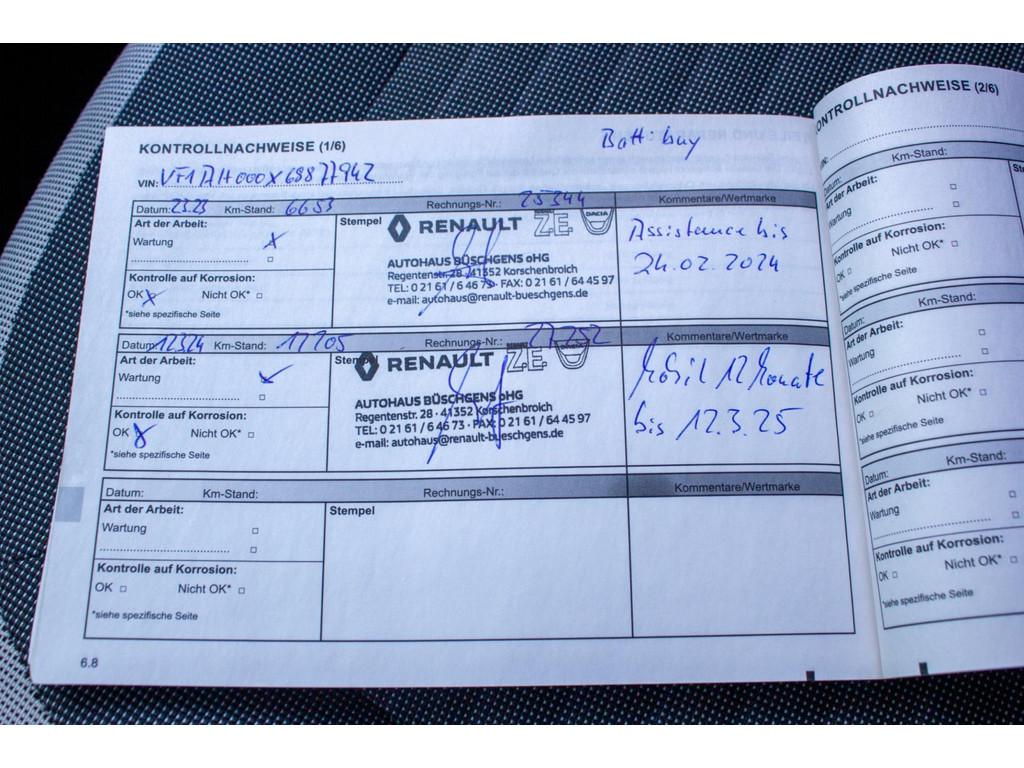 KONTROLLNACHWEISE (1/6)
Batt. buy
VIN: VF1AH000X68877942
Datum: 2.3.23 Km-Stand: 6653 Rechnungs-Nr.: 25344 Kommentare/Wertmarke
Art der Arbeit:
Wartung X
Kontrolle auf Korrosion:
OK X Nicht OK*
*siehe spezifische Seite
Stempel RENAULT Z.E. DACIA
AUTOHAUS BÜSCHGENS oHG
Regentenstr. 28 · 41352 Korschenbroich
TEL: 0 21 61 / 6 46 73 · FAX: 0 21 61 / 64 45 97
e-mail: autohaus@renault-bueschgens.de
Assistance bis
24.02.2024
Datum: 12.3.24 Km-Stand: 17705 Rechnungs-Nr.: 27252 Kommentare/Wertmarke
Art der Arbeit:
Wartung
Kontrolle auf Korrosion:
OK X Nicht OK*
*siehe spezifische Seite
Stempel RENAULT Z.E.
AUTOHAUS BÜSCHGENS oHG
Regentenstr. 28 · 41352 Korschenbroich
TEL: 0 21 61 / 6 46 73 · FAX: 0 21 61 / 64 45 97
e-mail: autohaus@renault-bueschgens.de
Mobil 12 Monate
bis 12.3.25
Datum: Km-Stand: Rechnungs-Nr.: Kommentare/Wertmarke
Art der Arbeit:
Wartung
Kontrolle auf Korrosion:
OK Nicht OK*
*siehe spezifische Seite
Stempel
6.8
KONTROLLNACHWEISE (2/6)
VIN:
Datum: Km-Stand:
Art der Arbeit:
Wartung
Kontrolle auf Korrosion:
OK Nicht OK*
*siehe spezifische Seite
Datum: Km-Stand:
Art der Arbeit:
Wartung
Kontrolle auf Korrosion:
OK Nicht OK*
*siehe spezifische Seite
Datum: Km-Stand:
Art der Arbeit:
Wartung
Kontrolle auf Korrosion:
OK Nicht OK*
*siehe spezifische Seite